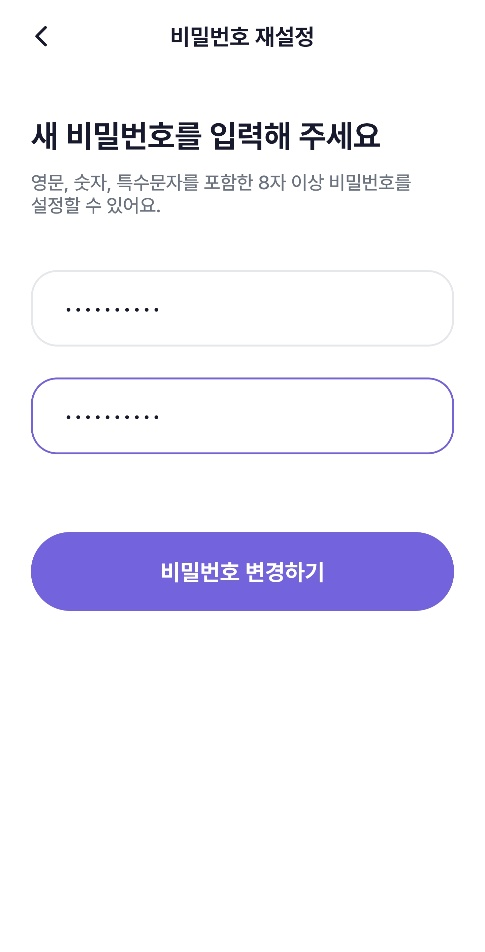 비밀번호 재설정
새 비밀번호를 입력해 주세요
영문, 숫자, 특수문자를 포함한 8자 이상 비밀번호를
설정할 수 있어요.
••••••••••
••••••••••
비밀번호 변경하기